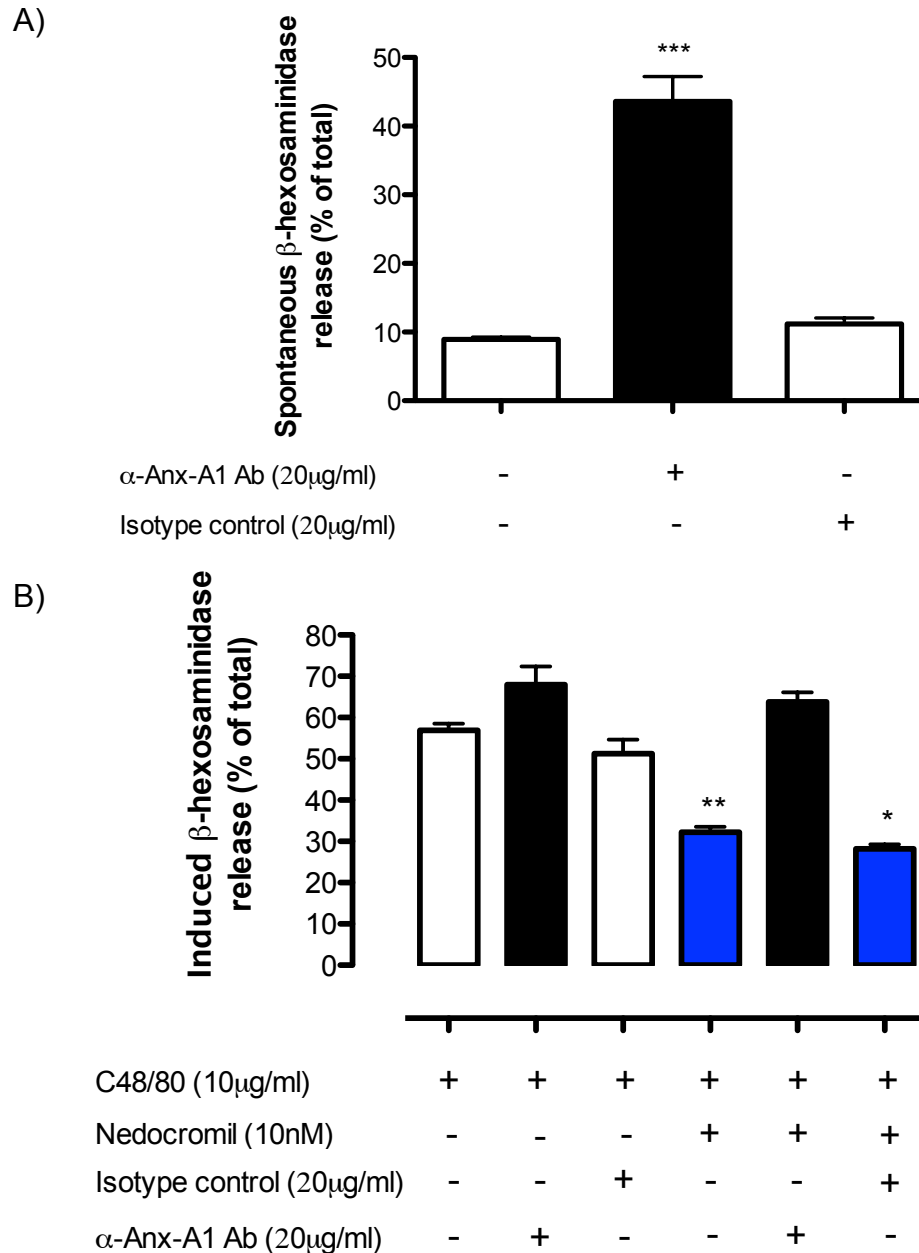 A)
Spontaneous β-hexosaminidase
release (% of total)
50
40
30
20
10
0
***
α-Anx-A1 Ab (20μg/ml) - + -
Isotype control (20μg/ml) - - +
B)
Induced β-hexosaminidase
release (% of total)
80
70
60
50
40
30
20
10
0
**
*
C48/80 (10μg/ml) + + + + + +
Nedocromil (10nM) - - - + + +
Isotype control (20μg/ml) - - + - - +
α-Anx-A1 Ab (20μg/ml) - + - - + -